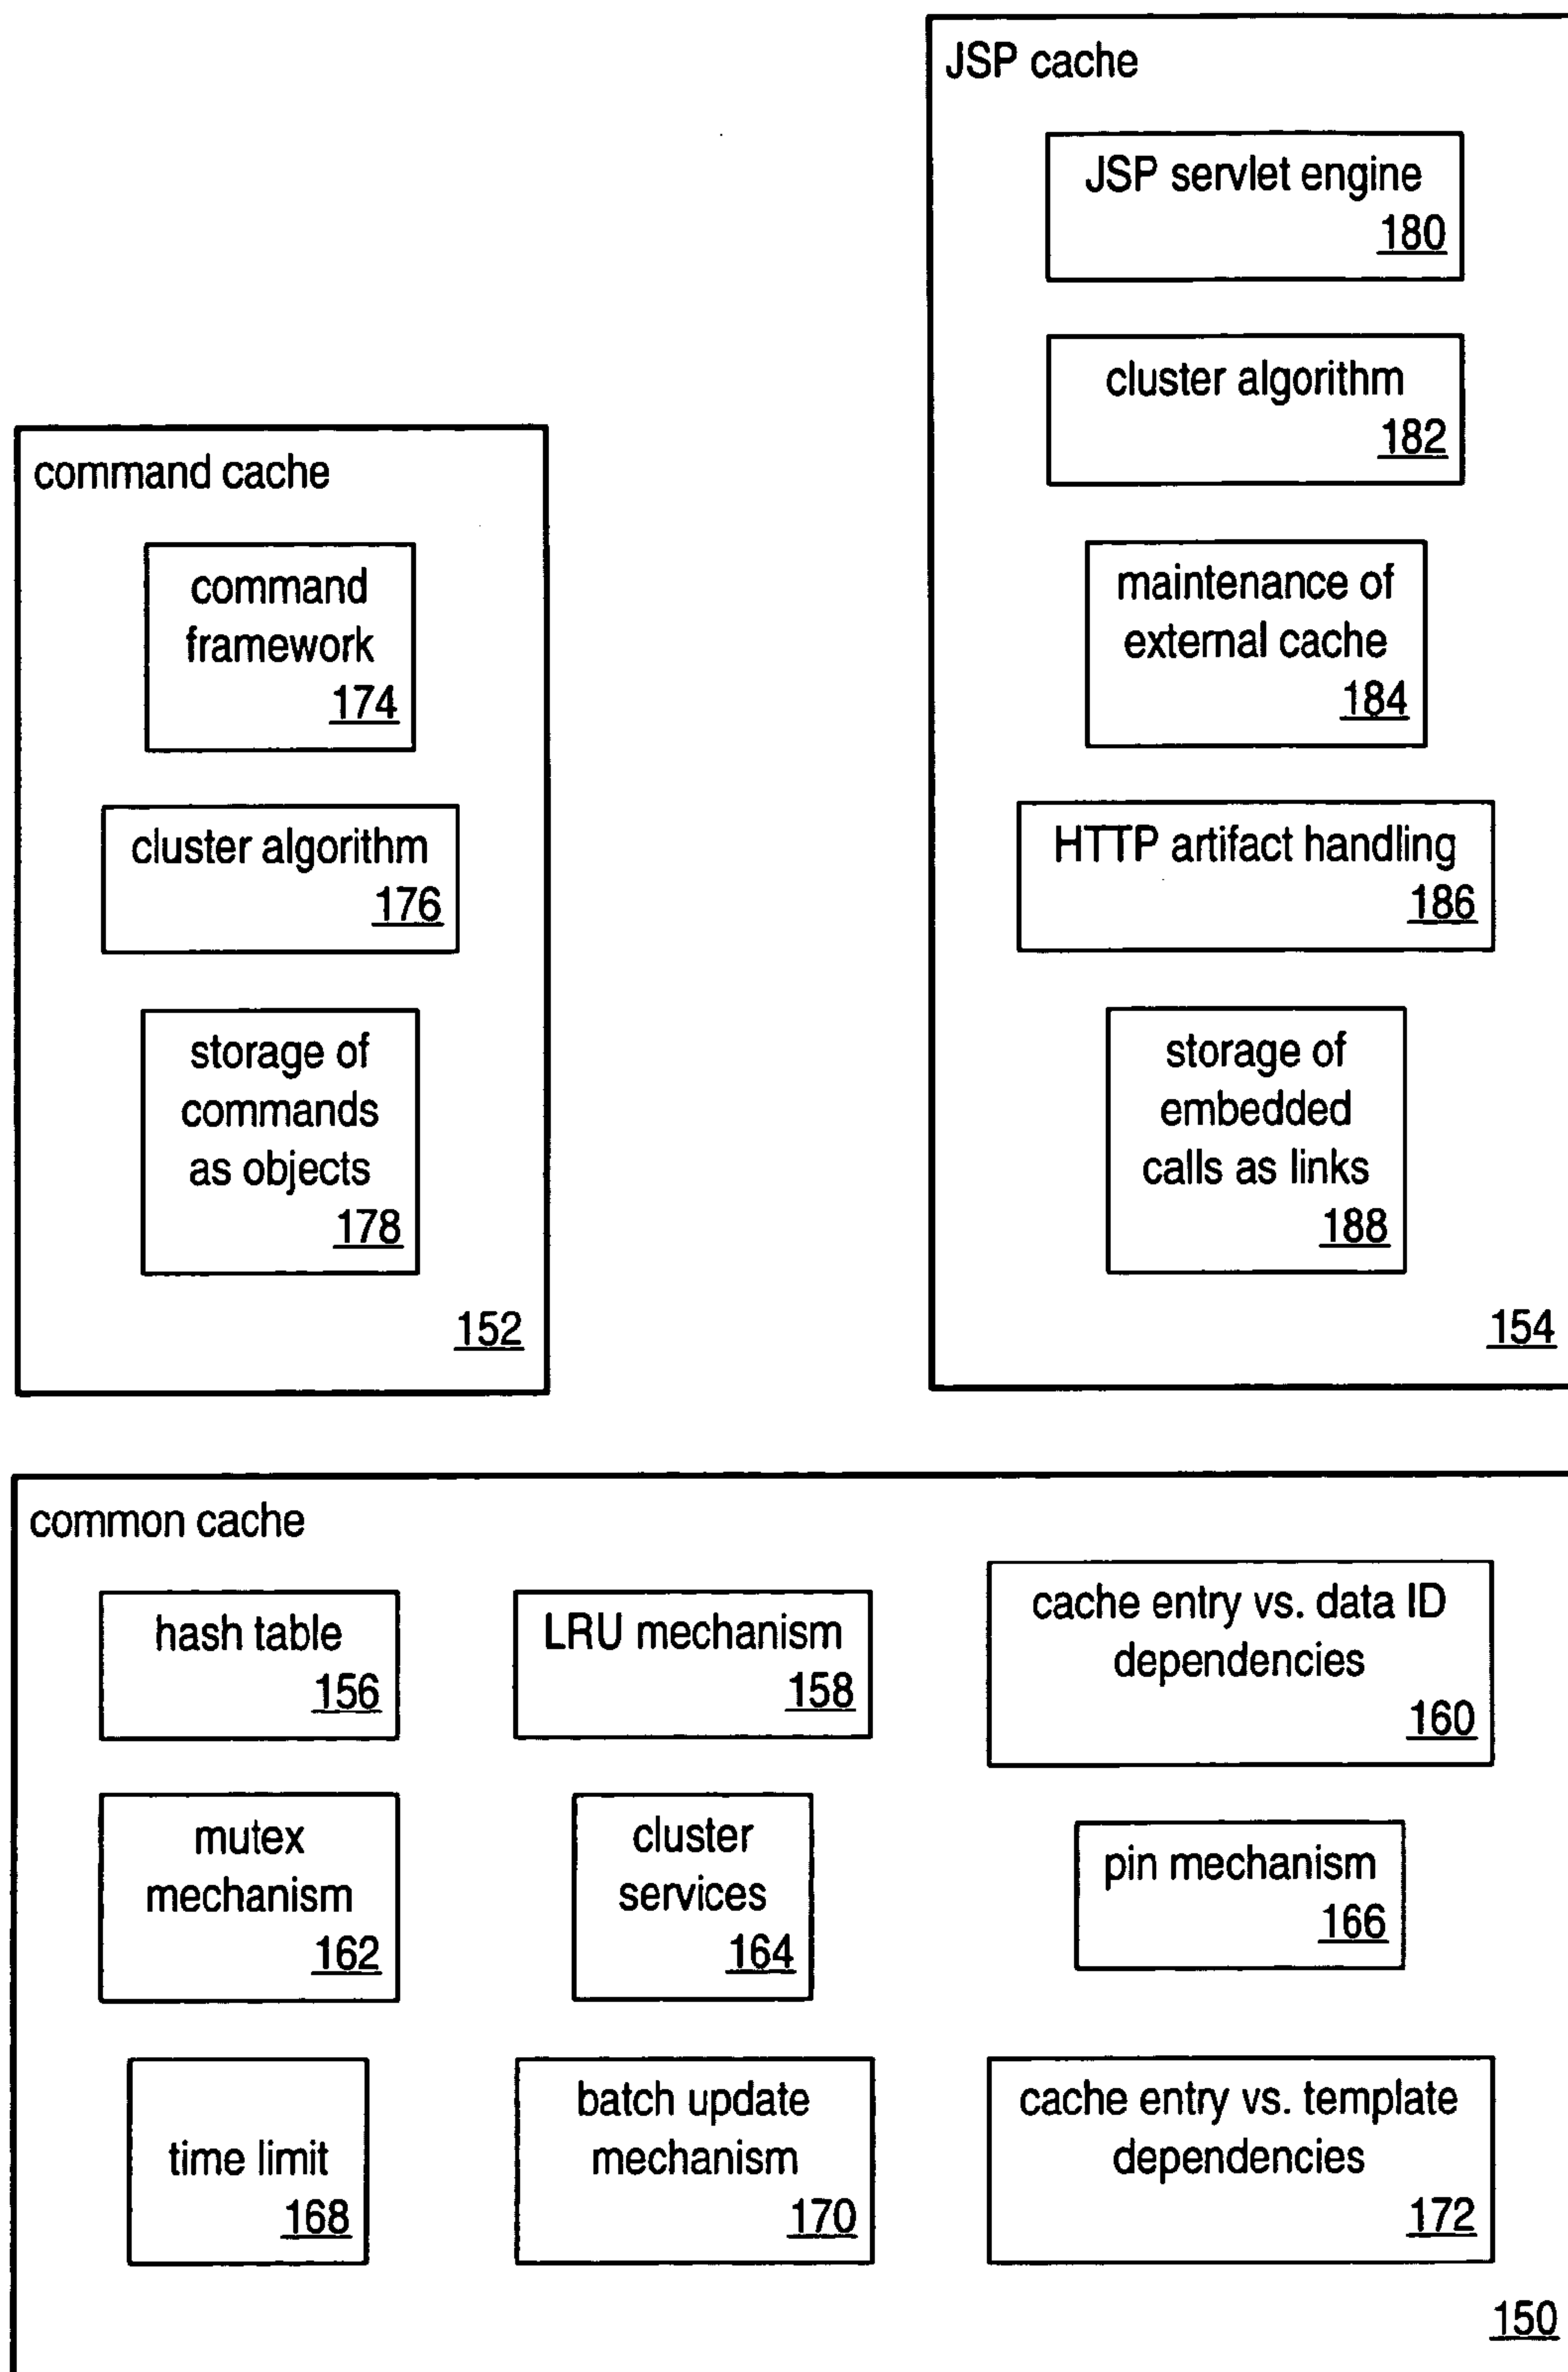 JSP cache
JSP servlet engine
180
cluster algorithm
182
maintenance of
external cache
184
HTTP artifact handling
186
storage of
embedded
calls as links
188
154
command cache
command
framework
174
cluster algorithm
176
storage of
commands
as objects
178
152
common cache
hash table
156
LRU mechanism
158
cache entry vs. data ID
dependencies
160
mutex
mechanism
162
cluster
services
164
pin mechanism
166
time limit
168
batch update
mechanism
170
cache entry vs. template
dependencies
172
150